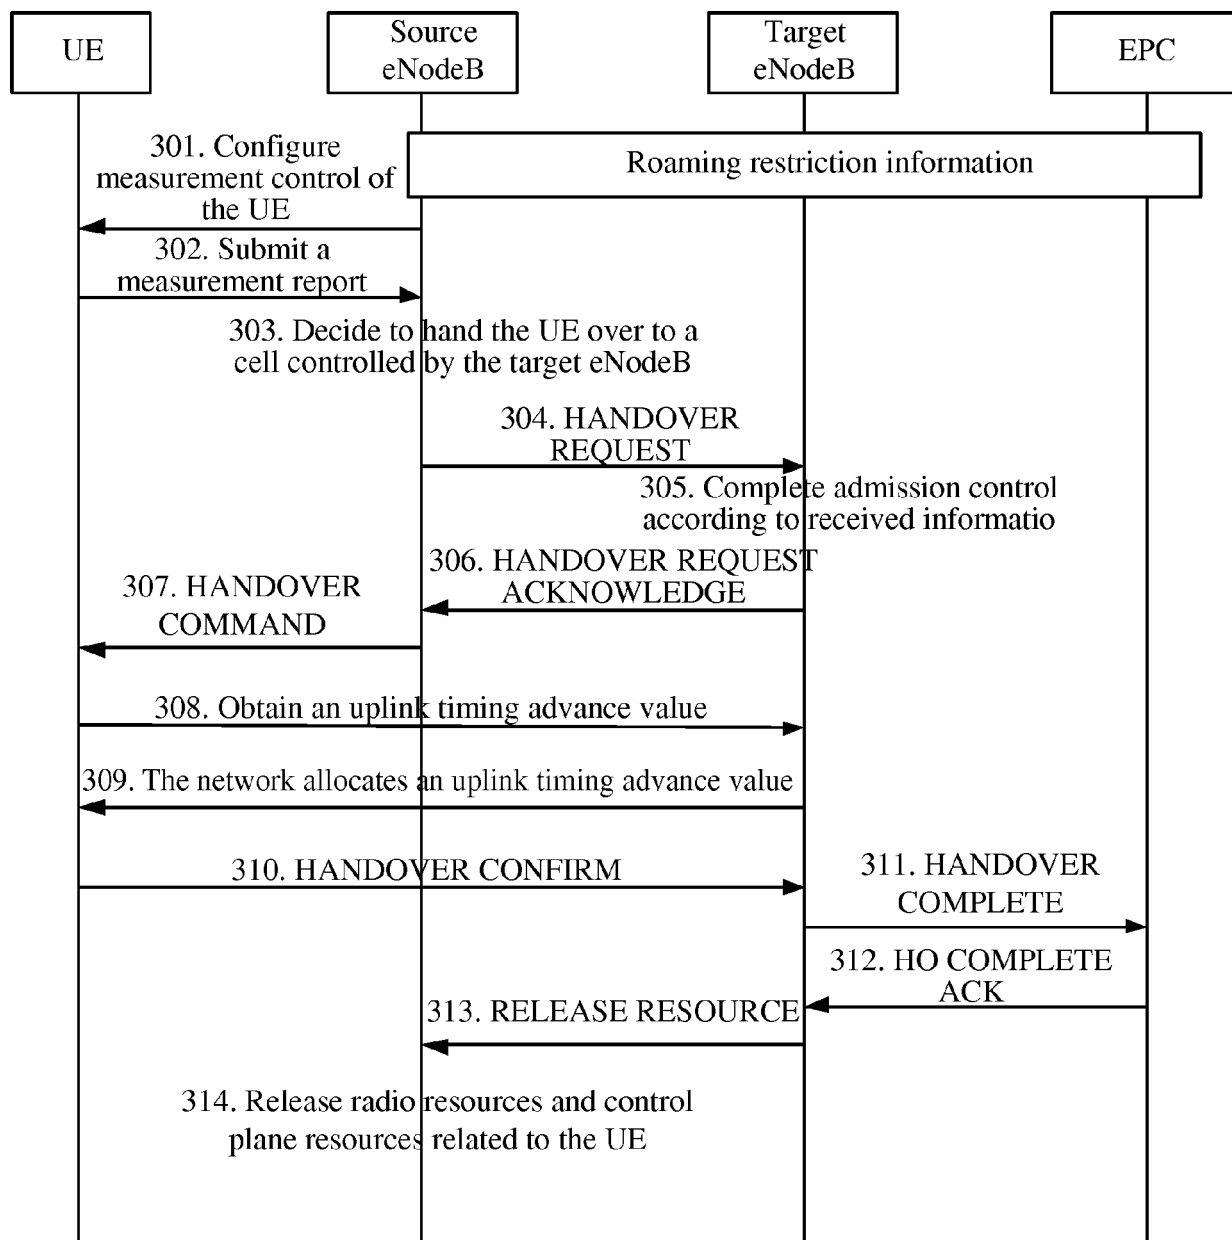 UE
Source
eNodeB
Target
eNodeB
EPC
301. Configure
measurement control of
the UE
Roaming restriction information
302. Submit a
measurement report
303. Decide to hand the UE over to a
cell controlled by the target eNodeB
304. HANDOVER
REQUEST
305. Complete admission control
according to received informatio
306. HANDOVER REQUEST
ACKNOWLEDGE
307. HANDOVER
COMMAND
308. Obtain an uplink timing advance value
309. The network allocates an uplink timing advance value
310. HANDOVER CONFIRM
311. HANDOVER
COMPLETE
312. HO COMPLETE
ACK
313. RELEASE RESOURCE
314. Release radio resources and control
plane resources related to the UE